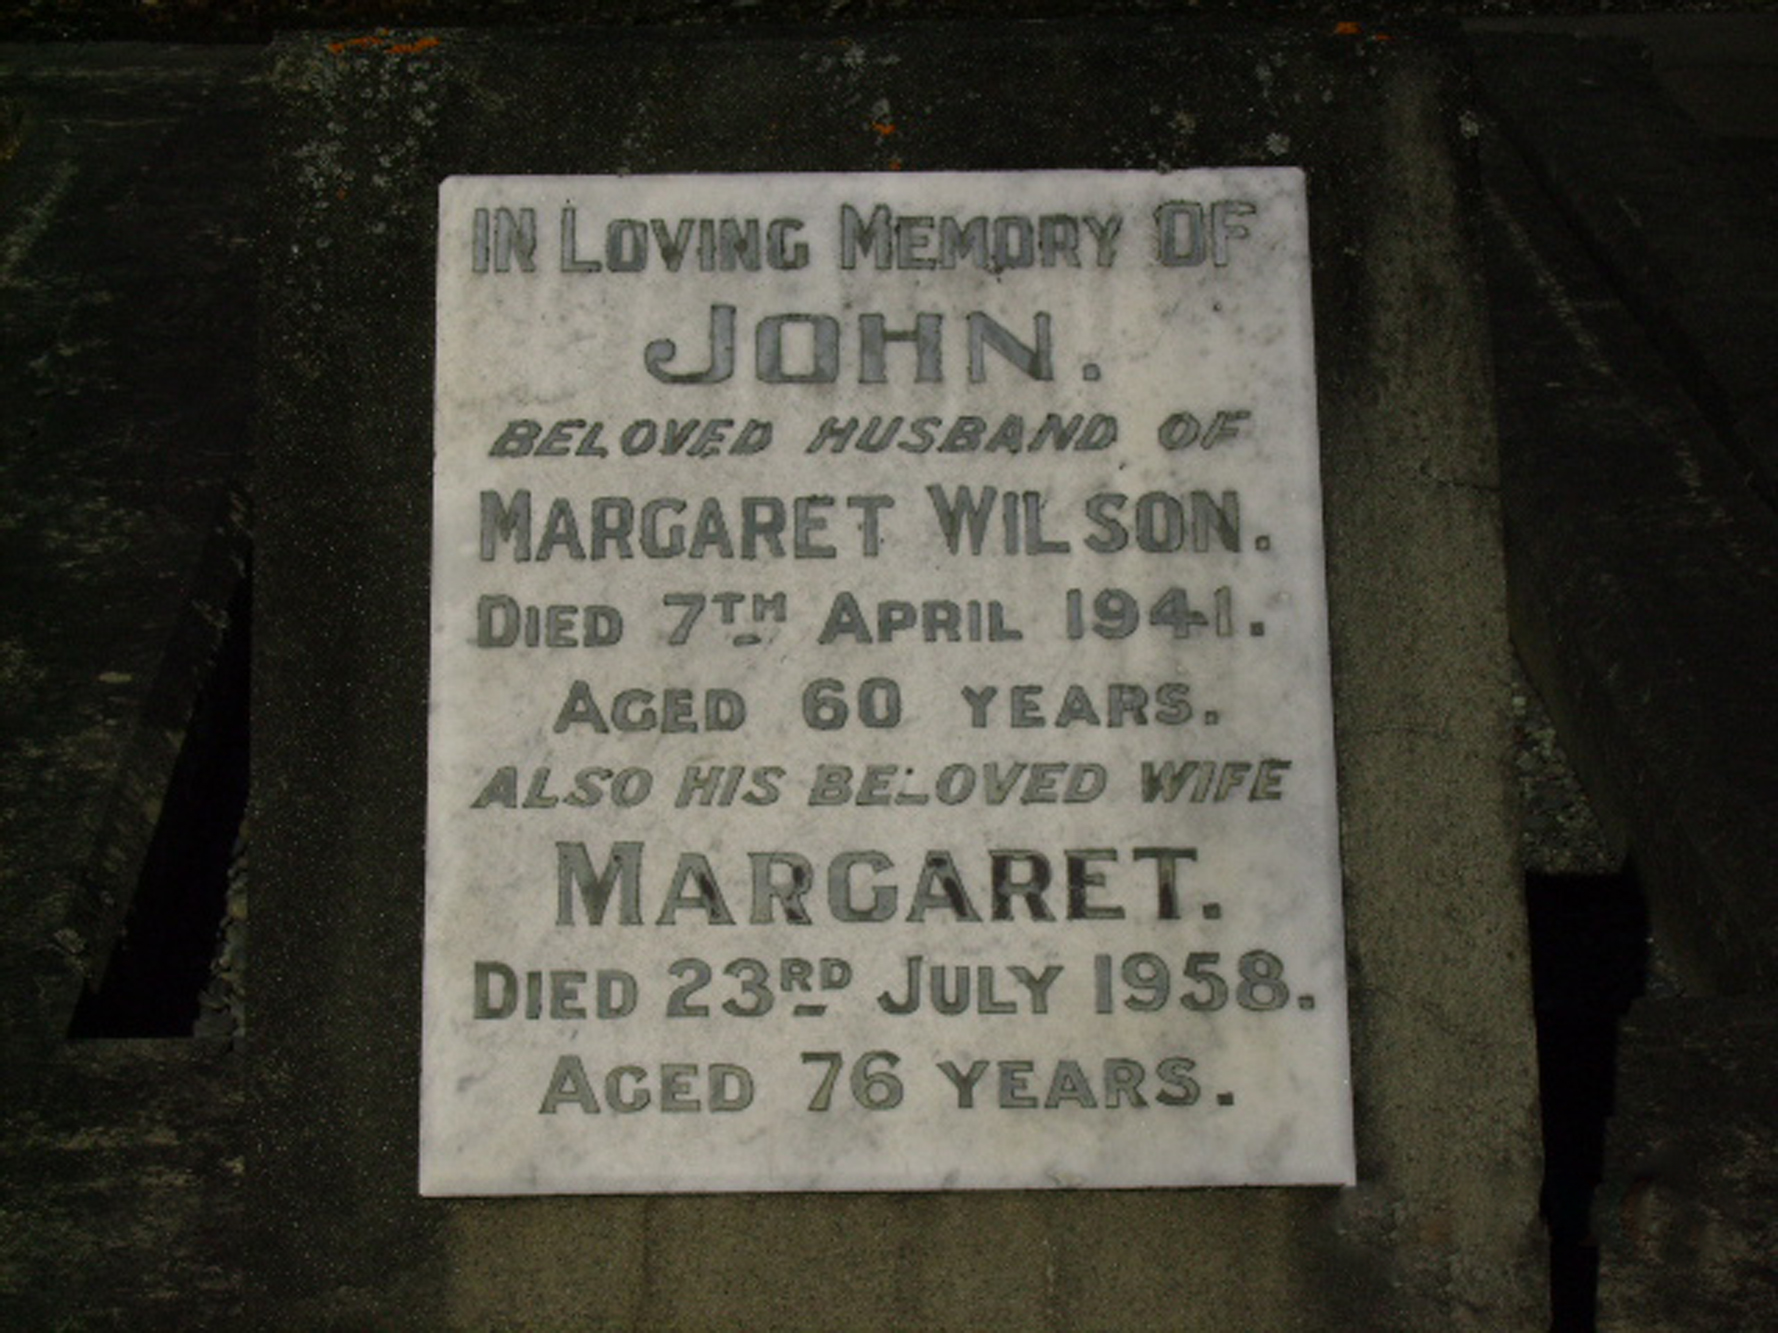 IN LOVING MEMORY OF
JOHN.
BELOVED HUSBAND OF
MARGARET WILSON.
DIED 7TH APRIL 1941.
AGED 60 YEARS.
ALSO HIS BELOVED WIFE
MARGARET.
DIED 23RD JULY 1958.
AGED 76 YEARS.